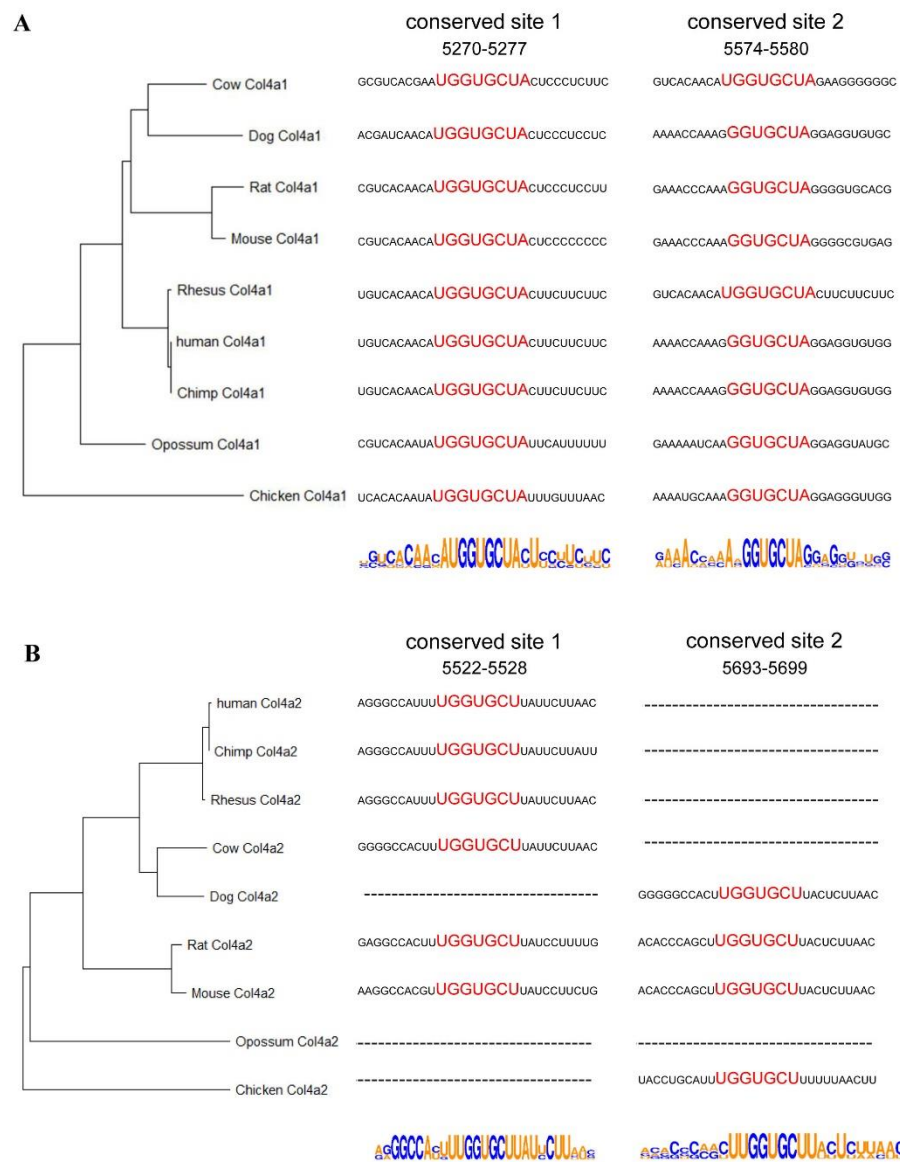 A
conserved site 1 conserved site 2
5270-5277 5574-5580
Cow Col4a1 GCGUCACGAAUGGUGCUACUCCCUCUUC GUCACAACAUGGUGCUAGAAGGGGGGC
Dog Col4a1 ACGAUCAACAUGGUGCUACUCCCUCCUC AAAACCAAAGGGUGCUAGGAGGUGUGC
Rat Col4a1 CGUCACAACAUGGUGCUACUCCCUCCUU GAAACCCAAAGGUGCUAGGGGUGCACG
Mouse Col4a1 CGUCACAACAUGGUGCUACUCCCCCCCC GAAACCCAAAGGUGCUAGGGGCGUGAG
Rhesus Col4a1 UGUCACAACAUGGUGCUACUUCUUCUUC GUCACAACAUGGUGCUACUUCUUCUUC
human Col4a1 UGUCACAACAUGGUGCUACUUCUUCUUC AAAACCAAAGGGUGCUAGGAGGUGUGG
Chimp Col4a1 UGUCACAACAUGGUGCUACUUCUUCUUC AAAACCAAAGGGUGCUAGGAGGUGUGG
Opossum Col4a1 CGUCACAAUAUGGUGCUAUUCAUUUUUU GAAAAAUCAAGGUGCUAGGAGGUAUGC
Chicken Col4a1 UCACACAAUAUGGUGCUAUUUGUUUAAC AAAAUGCAAAGGUGCUAGGAGGGUUGG
B
conserved site 1 conserved site 2
5522-5528 5693-5699
human Col4a2 AGGGCCAUUUUGGUGCUUAUUCUUAAC ------------------------------
Chimp Col4a2 AGGGCCAUUUUGGUGCUUAUUCUUAUU ------------------------------
Rhesus Col4a2 AGGGCCAUUUUGGUGCUUAUUCUUAAC ------------------------------
Cow Col4a2 GGGGCCACUUUGGUGCUUAUUCUUAAC ------------------------------
Dog Col4a2 ------------------------------ GGGGGCCACUUGGUGCUUACUCUUAAC
Rat Col4a2 GAGGCCACUUUGGUGCUUAUCCUUUUG ACACCCAGCUUGGUGCUUACUCUUAAC
Mouse Col4a2 AAGGCCACGUUGGUGCUUAUCCUUCUG ACACCCAGCUUGGUGCUUACUCUUAAC
Opossum Col4a2 ------------------------------ ------------------------------
Chicken Col4a2 ------------------------------ UACCUGCAUUUGGUGCUUUUUUAACUU